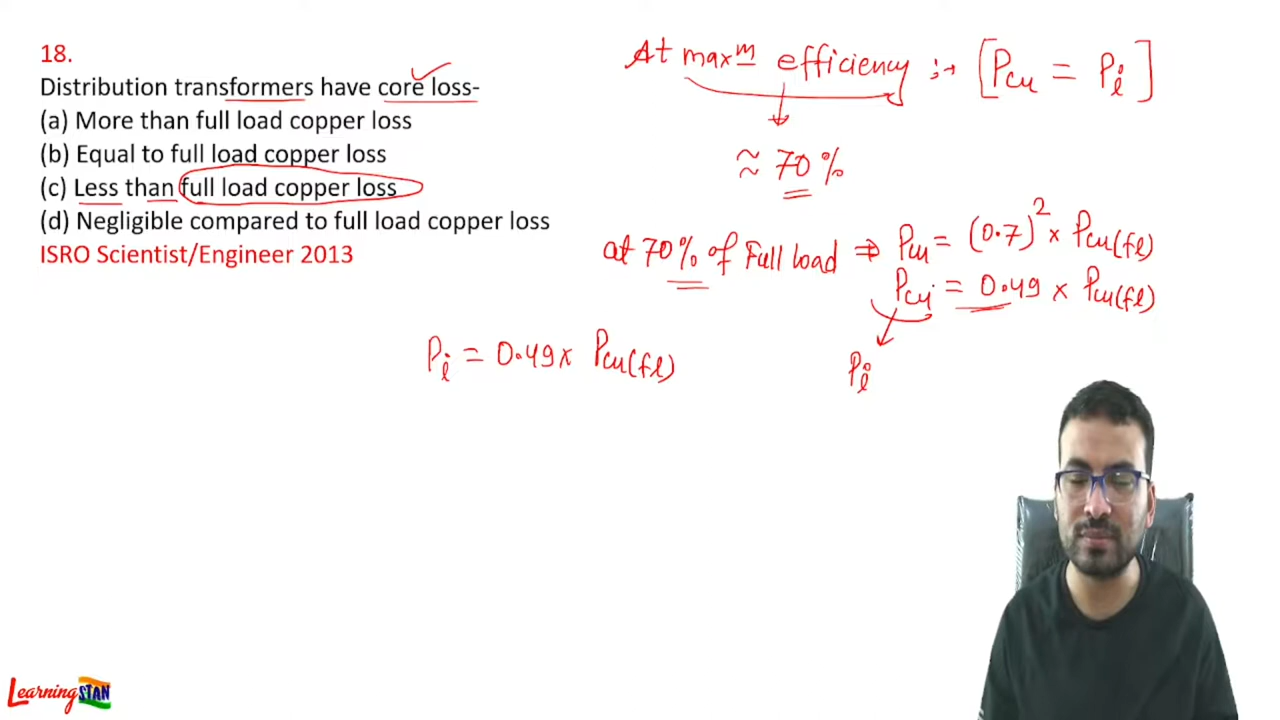 18.
Distribution transformers have core loss-
(a) More than full load copper loss
(b) Equal to full load copper loss
(c) Less than full load copper loss
(d) Negligible compared to full load copper loss
ISRO Scientist/Engineer 2013
At maxm efficiency :→ [Pcu = Pi]
≈ 70%
at 70% of Full load ⇒ Pcu = (0.7)² × Pcu(fl)
Pcu = 0.49 × Pcu(fl)
Pi
Pi = 0.49 × Pcu(fl)
Learning STAN